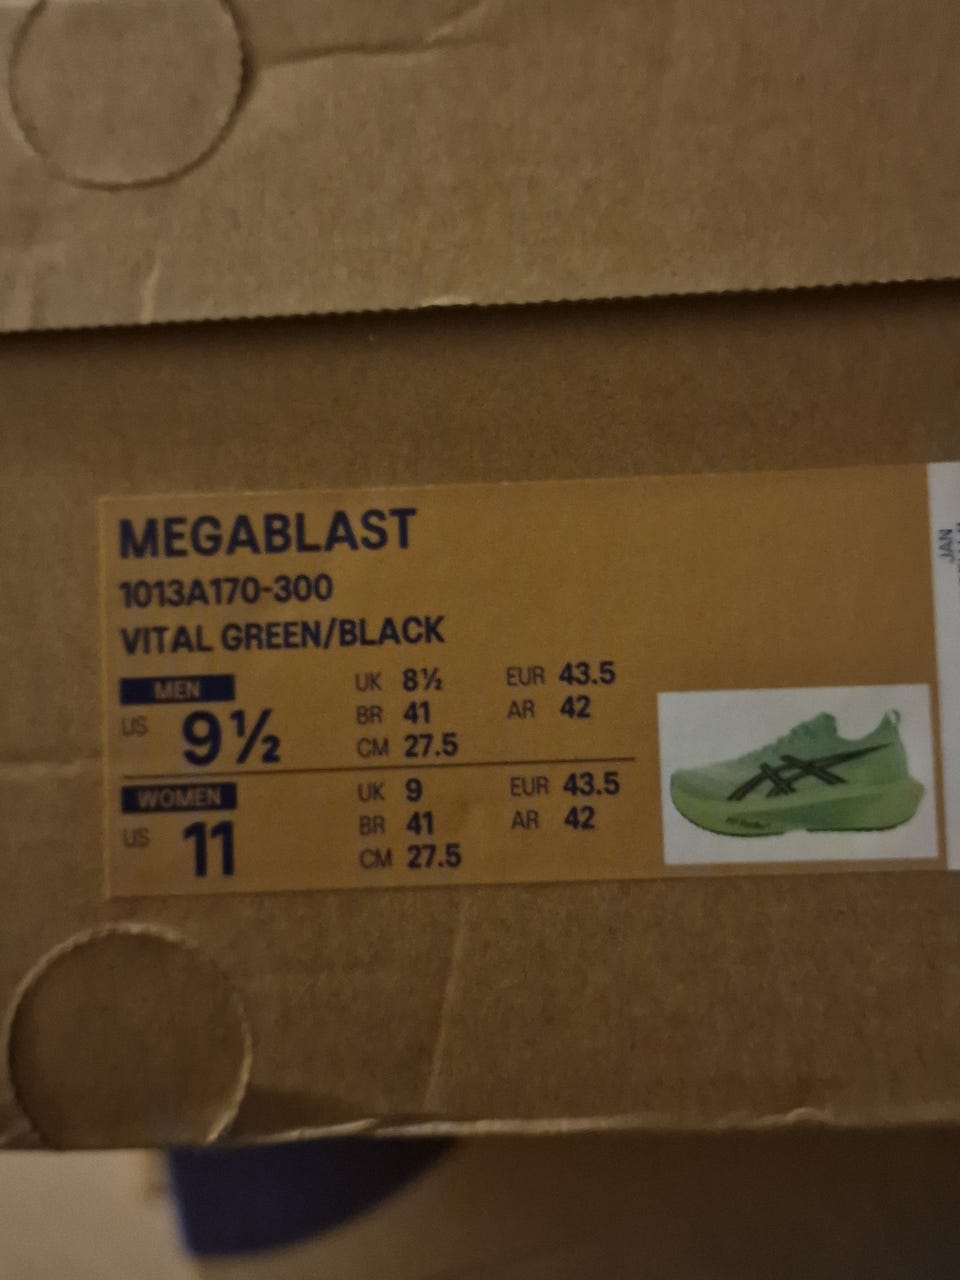 MEGABLAST
1013A170-300
VITAL GREEN/BLACK
MEN
US 9½
UK 8½ EUR 43.5
BR 41 AR 42
CM 27.5
WOMEN
US 11
UK 9 EUR 43.5
BR 41 AR 42
CM 27.5
JAN